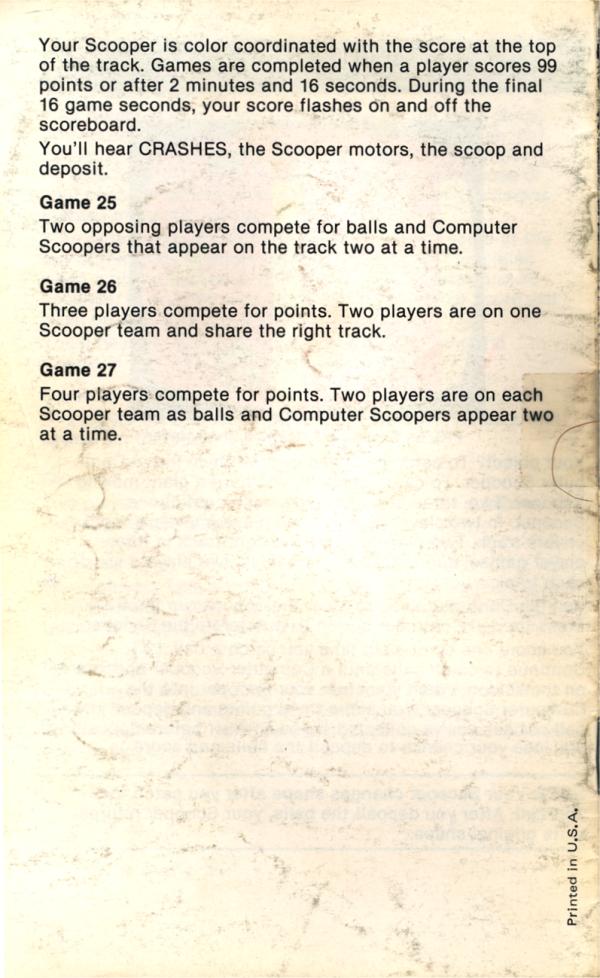 Your Scooper is color coordinated with the score at the top
of the track. Games are completed when a player scores 99
points or after 2 minutes and 16 seconds. During the final
16 game seconds, your score flashes on and off the
scoreboard.
You'll hear CRASHES, the Scooper motors, the scoop and
deposit.
Game 25
Two opposing players compete for balls and Computer
Scoopers that appear on the track two at a time.
Game 26
Three players compete for points. Two players are on one
Scooper team and share the right track.
Game 27
Four players compete for points. Two players are on each
Scooper team as balls and Computer Scoopers appear two
at a time.
Printed in U.S.A.